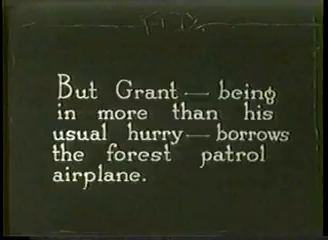 But Grant — being
in more than his
usual hurry — borrows
the forest patrol
airplane.